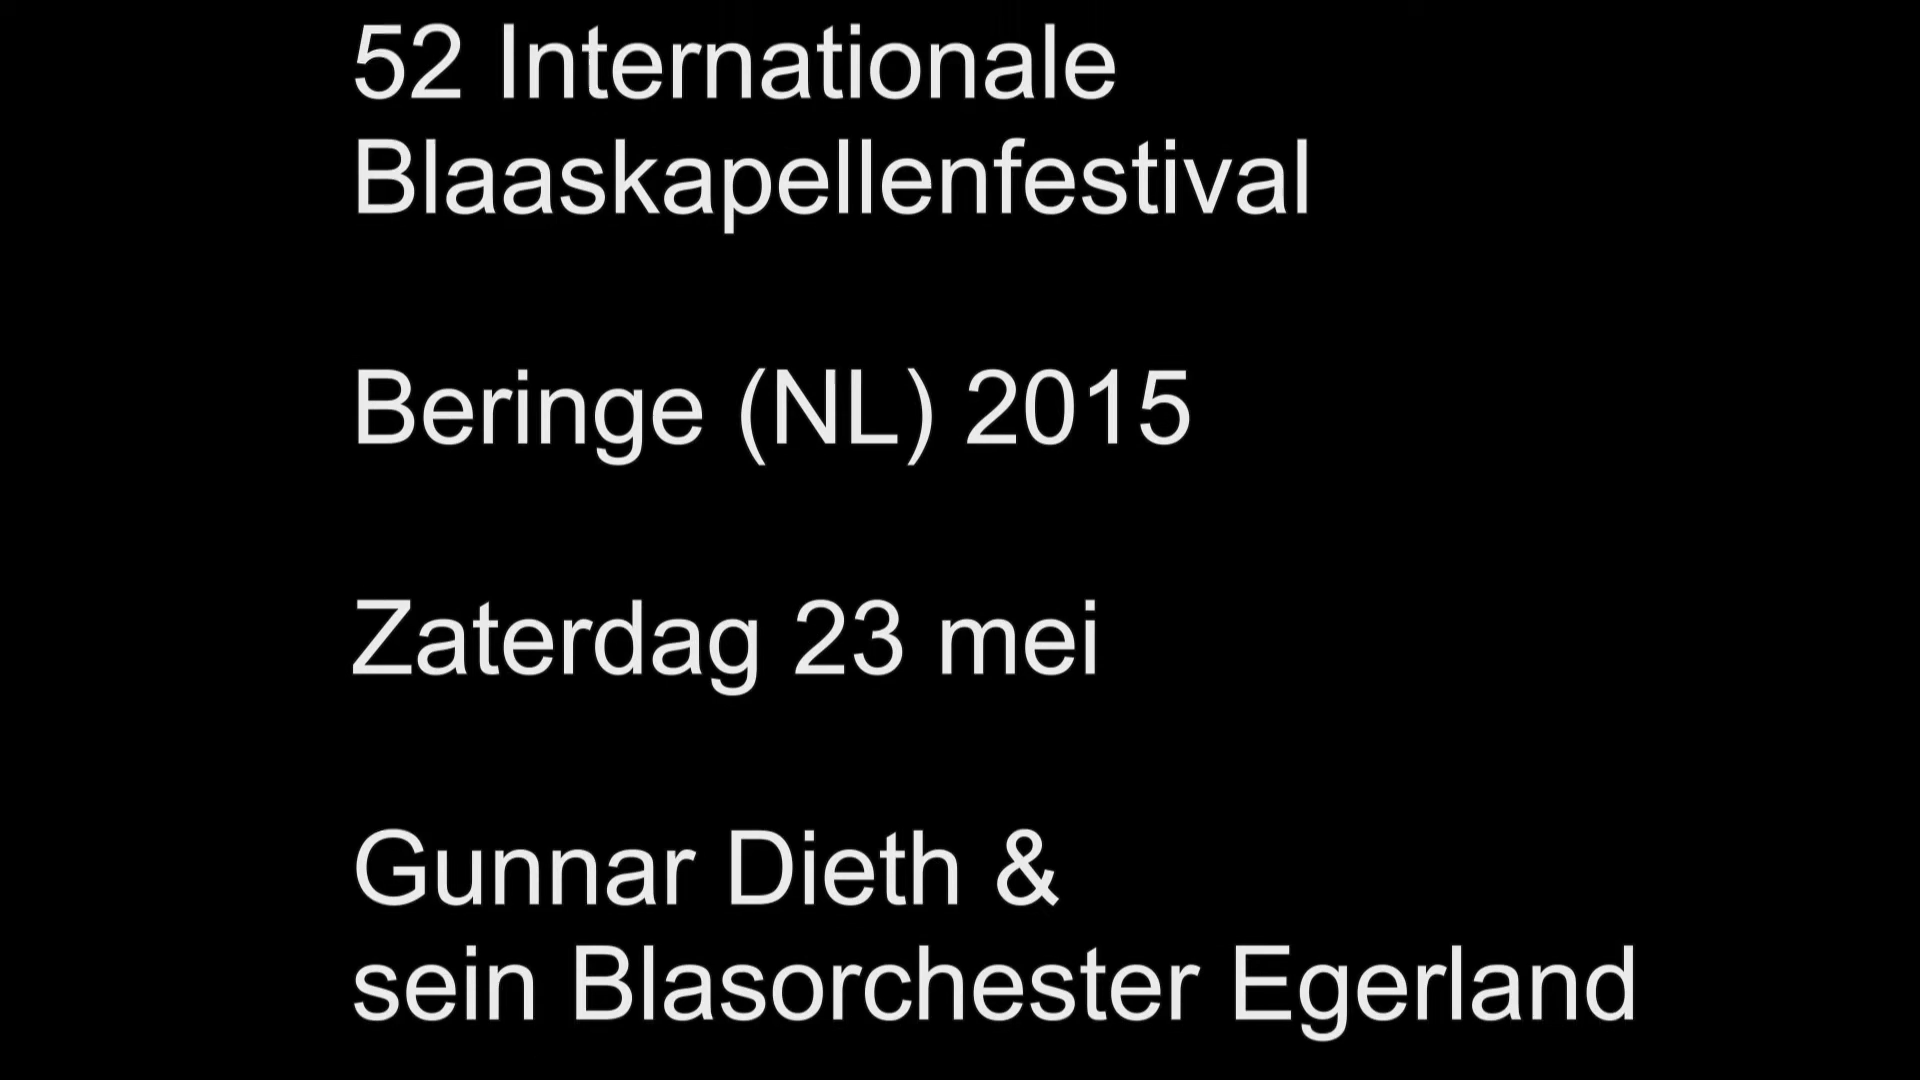 52 Internationale
Blaaskapellenfestival
Beringe (NL) 2015
Zaterdag 23 mei
Gunnar Dieth &
sein Blasorchester Egerland